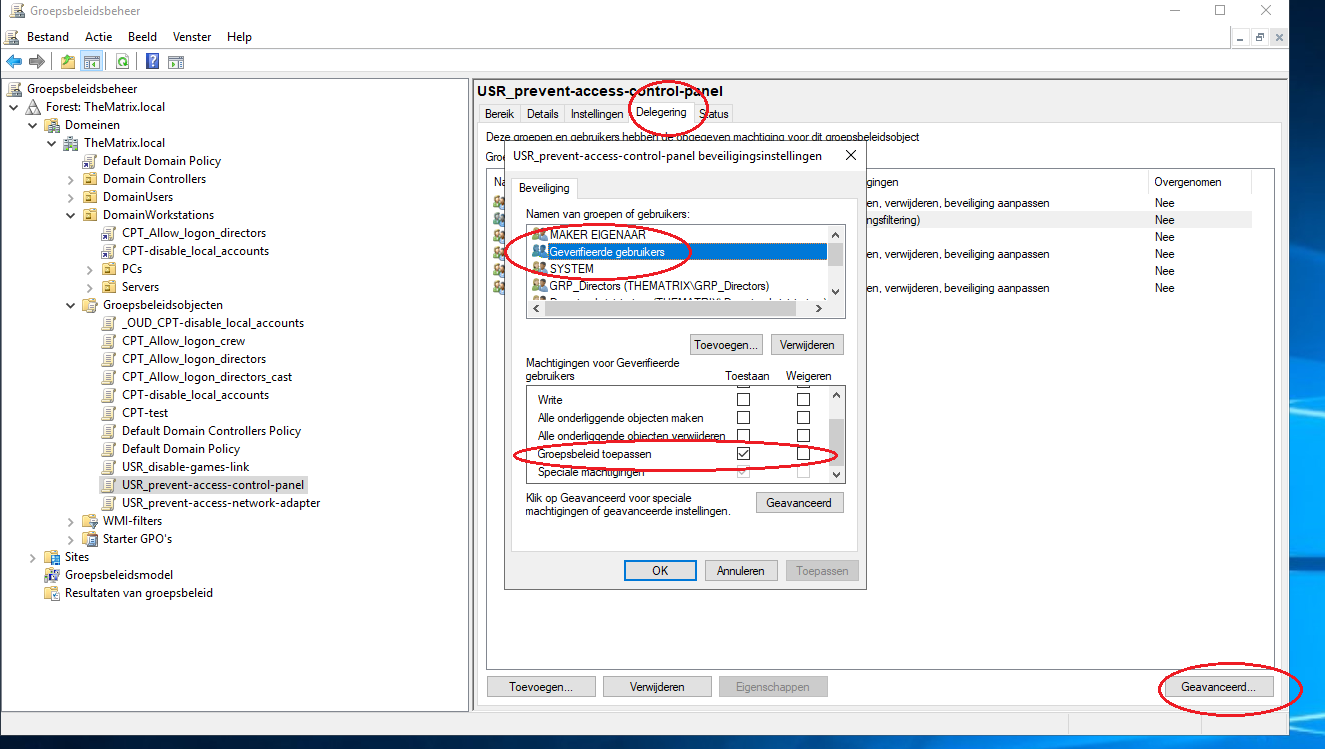 Groepsbeleidsbeheer
Bestand Actie Beeld Venster Help
Groepsbeleidsbeheer
Forest: TheMatrix.local
Domeinen
TheMatrix.local
Default Domain Policy
Domain Controllers
DomainUsers
DomainWorkstations
CPT_Allow_logon_directors
CPT-disable_local_accounts
PCs
Servers
Groepsbeleidsobjecten
_OUD_CPT-disable_local_accounts
CPT_Allow_logon_crew
CPT_Allow_logon_directors
CPT_Allow_logon_directors_cast
CPT-disable_local_accounts
CPT-test
Default Domain Controllers Policy
Default Domain Policy
USR_disable-games-link
USR_prevent-access-control-panel
USR_prevent-access-network-adapter
WMI-filters
Starter GPO's
Sites
Groepsbeleidsmodel
Resultaten van groepsbeleid
USR_prevent-access-control-panel
Bereik Details Instellingen Delegering Status
Deze groepen en gebruikers hebben de opgegeven machtiging voor dit groepsbeleidsobject
Overgenomen
en, verwijderen, beveiliging aanpassen Nee
ngsfiltering) Nee
Nee
en, verwijderen, beveiliging aanpassen Nee
Nee
en, verwijderen, beveiliging aanpassen Nee
USR_prevent-access-control-panel beveiligingsinstellingen
Beveiliging
Namen van groepen of gebruikers:
MAKER EIGENAAR
Geverifieerde gebruikers
SYSTEM
GRP_Directors (THEMATRIX\GRP_Directors)
Toevoegen... Verwijderen
Machtigingen voor Geverifieerde
gebruikers Toestaan Weigeren
Write
Alle onderliggende objecten maken
Alle onderliggende objecten verwijderen
Groepsbeleid toepassen
Speciale machtigingen
Klik op Geavanceerd voor speciale
machtigingen of geavanceerde instellingen.
Geavanceerd
OK Annuleren Toepassen
Toevoegen... Verwijderen Eigenschappen Geavanceerd...